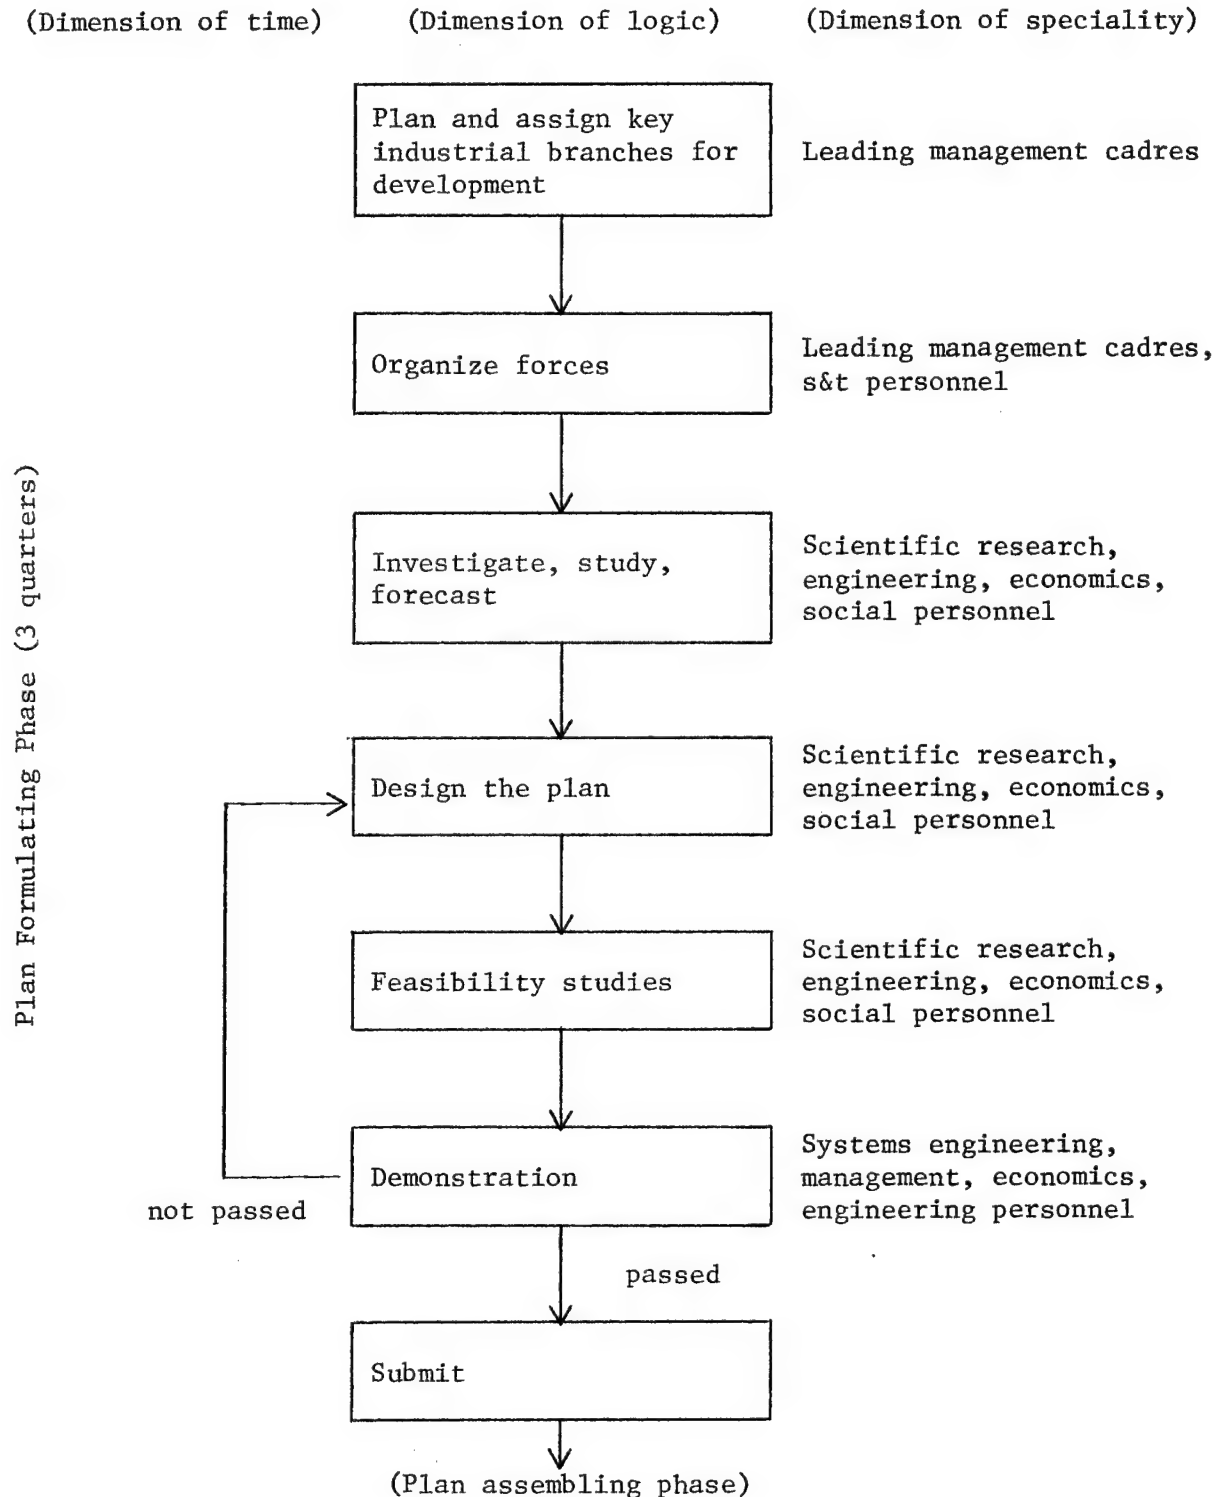 (Dimension of time) (Dimension of logic) (Dimension of speciality)
Plan and assign key
industrial branches for
development
Leading management cadres
Organize forces
Leading management cadres,
s&t personnel
Plan Formulating Phase (3 quarters)
Investigate, study,
forecast
Scientific research,
engineering, economics,
social personnel
Design the plan
Scientific research,
engineering, economics,
social personnel
Feasibility studies
Scientific research,
engineering, economics,
social personnel
Demonstration
Systems engineering,
management, economics,
engineering personnel
not passed
passed
Submit
(Plan assembling phase)